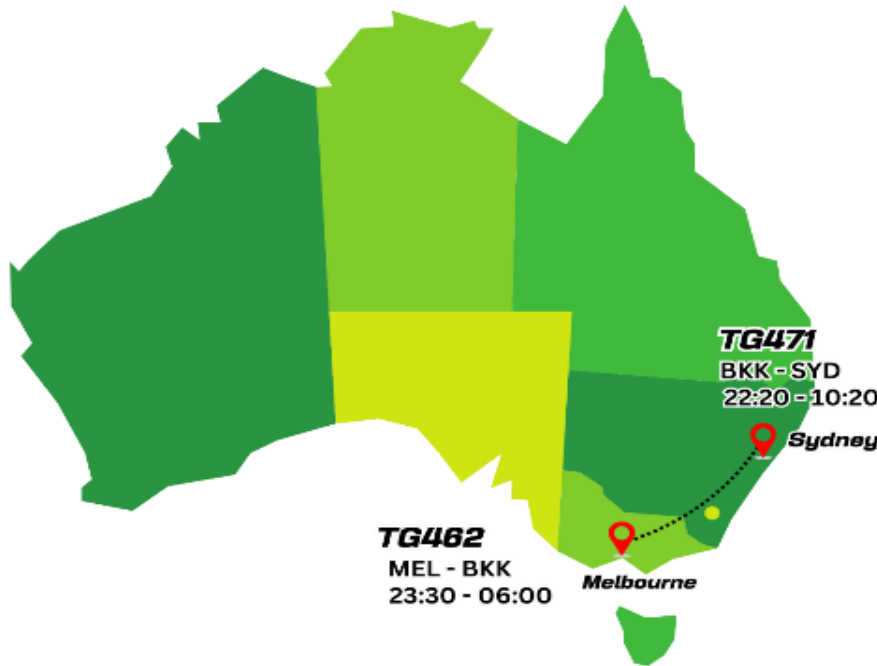 TG471
BKK - SYD
22:20 - 10:20
Sydney
TG462
MEL - BKK
23:30 - 06:00
Melbourne